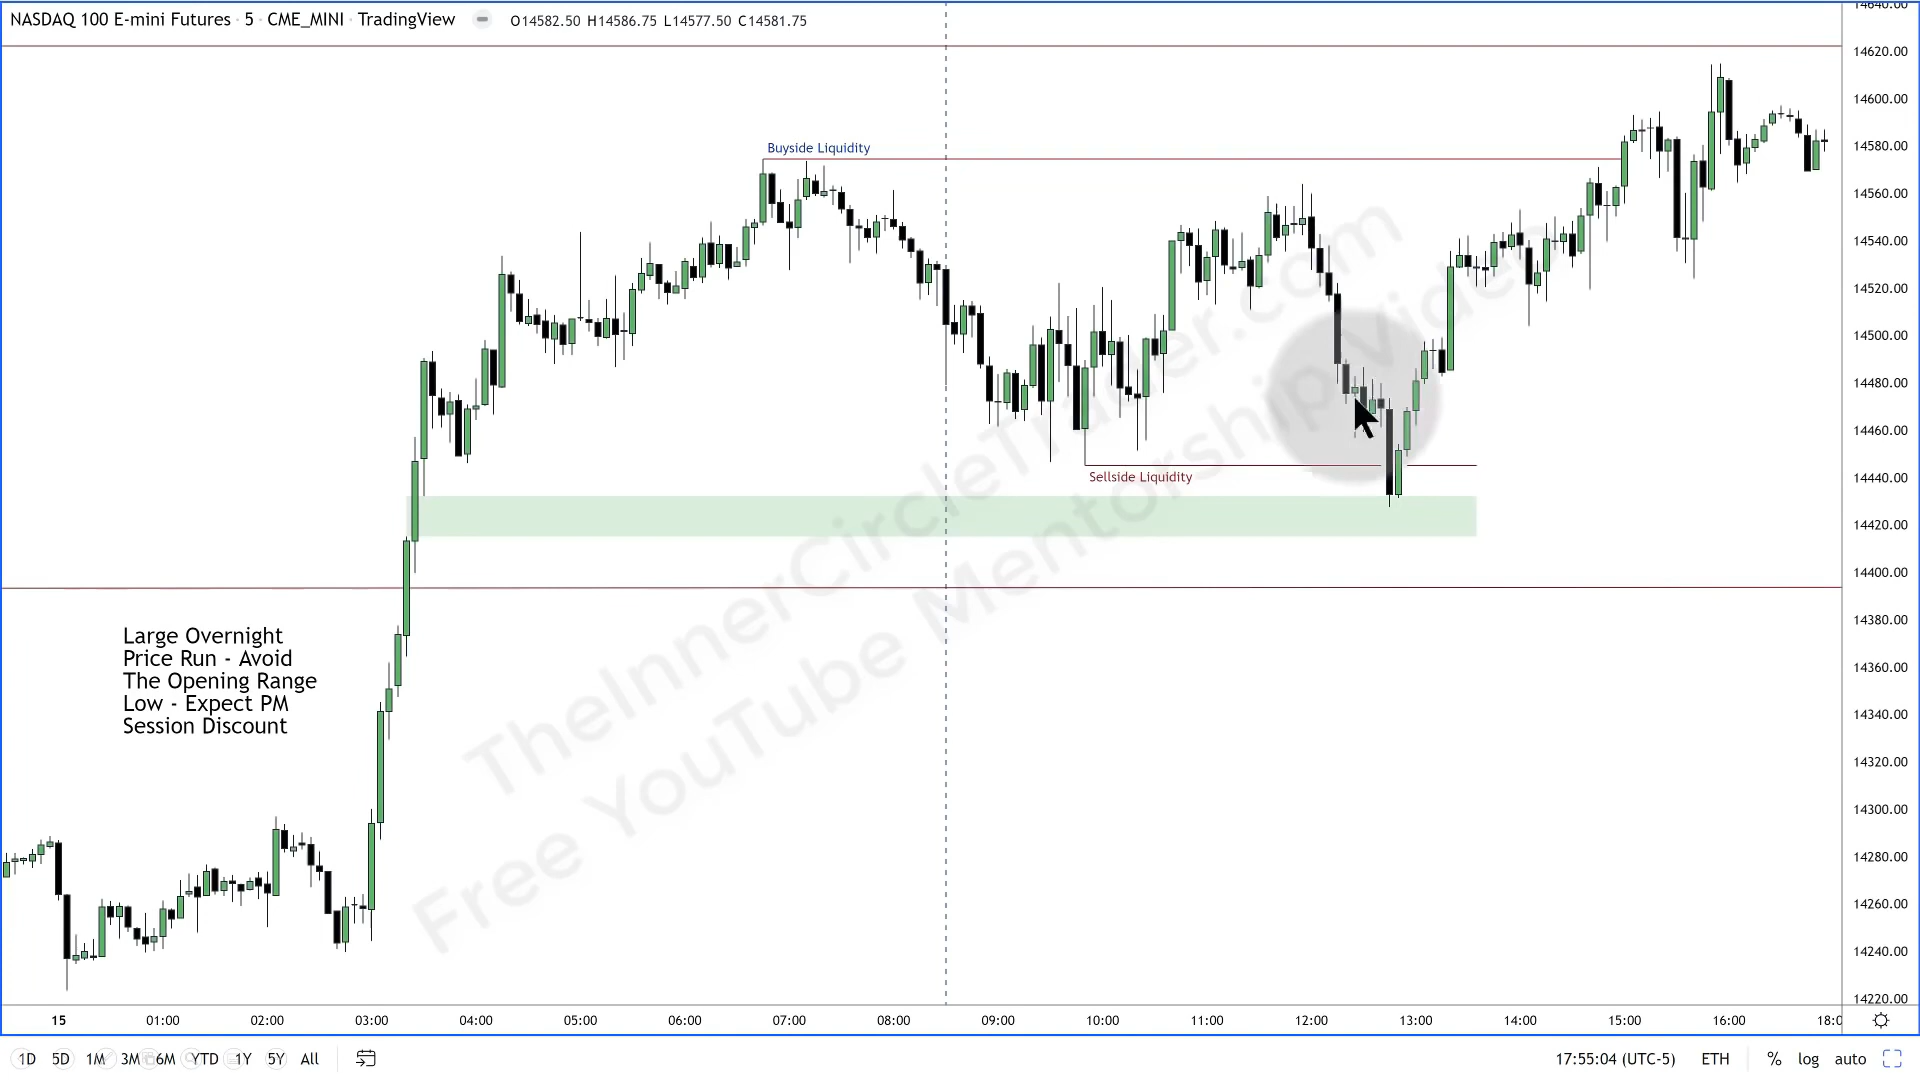 NASDAQ 100 E-mini Futures · 5 · CME_MINI · TradingView O14582.50 H14586.75 L14577.50 C14581.75
14640.00
14620.00
14600.00
14580.00
14560.00
14540.00
14520.00
14500.00
14480.00
14460.00
14440.00
14420.00
14400.00
14380.00
14360.00
14340.00
14320.00
14300.00
14280.00
14260.00
14240.00
14220.00
Buyside Liquidity
Sellside Liquidity
TheInnerCircleTrader.com
Free YouTube Mentorship Videos
Large Overnight
Price Run - Avoid
The Opening Range
Low - Expect PM
Session Discount
15 01:00 02:00 03:00 04:00 05:00 06:00 07:00 08:00 09:00 10:00 11:00 12:00 13:00 14:00 15:00 16:00 18:0
1D 5D 1M 3M 6M YTD 1Y 5Y All 17:55:04 (UTC-5) ETH % log auto